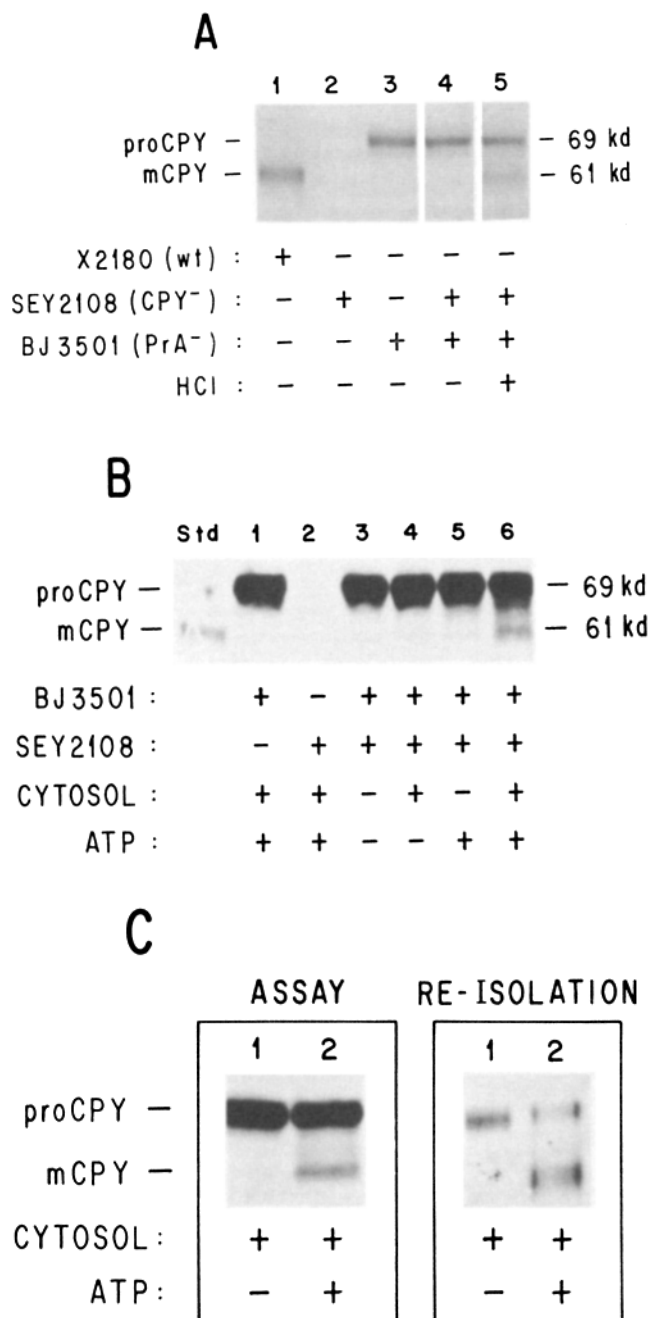 A
1 2 3 4 5
proCPY – – 69 kd
mCPY – – 61 kd
X2180 (wt) : + – – – –
SEY2108 (CPY⁻) : – + – + +
BJ3501 (PrA⁻) : – – + + +
HCl : – – – – +
B
Std 1 2 3 4 5 6
proCPY – – 69 kd
mCPY – – 61 kd
BJ3501 : + – + + + +
SEY2108 : – + + + + +
CYTOSOL : + + – + – +
ATP : + + – – + +
C
ASSAY RE-ISOLATION
1 2 1 2
proCPY –
mCPY –
CYTOSOL: + + + +
ATP: – + – +